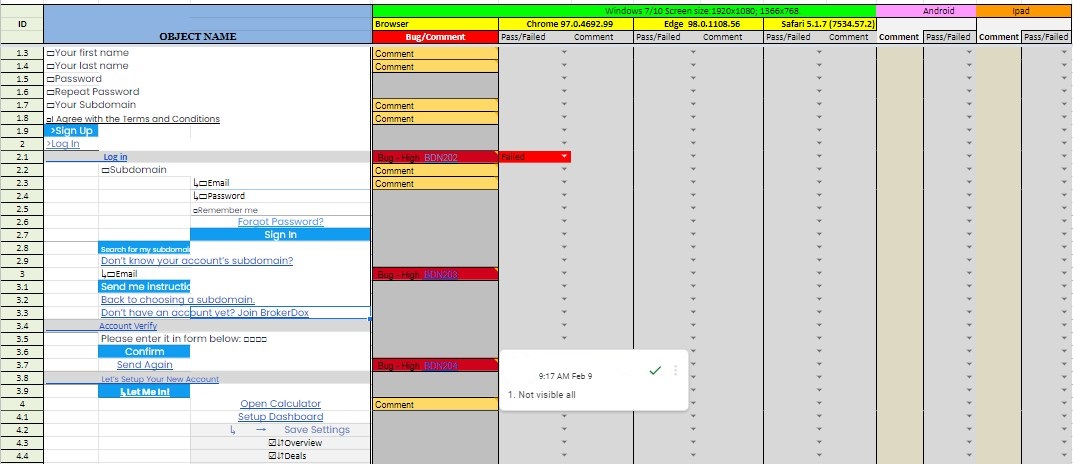 Windows 7/10 Screen size:1920x1080; 1366x768. Android Ipad
ID OBJECT NAME Browser Chrome 97.0.4692.99 Edge 98.0.1108.56 Safari 5.1.7 (7534.57.2)
Bug/Comment Pass/Failed Comment Pass/Failed Comment Pass/Failed Comment Comment Pass/Failed Comment Pass/Failed
1.3 Your first name Comment
1.4 Your last name Comment
1.5 Password
1.6 Repeat Password
1.7 Your Subdomain Comment
1.8 I Agree with the Terms and Conditions Comment
1.9 >Sign Up
2 >Log In
2.1 Log in Bug - High BDN202 Failed
2.2 Subdomain Comment
2.3 ↳□Email Comment
2.4 ↳□Password
2.5 □Remember me
2.6 Forgot Password?
2.7 Sign In
2.8 Search for my subdomai
2.9 Don't know your account's subdomain?
3 ↳□Email Bug - High BDN203
3.1 Send me instructio
3.2 Back to choosing a subdomain.
3.3 Don't have an account yet? Join BrokerDox
3.4 Account Verify
3.5 Please enter it in form below: □□□□
3.6 Confirm
3.7 Send Again Bug - High BDN204
9:17 AM Feb 9
1. Not visible all
3.8 Let's Setup Your New Account
3.9 ↳Let Me In!
4 Open Calculator Comment
4.1 Setup Dashboard
4.2 ↳ → Save Settings
4.3 ☑↓↑Overview
4.4 ☑↓↑Deals